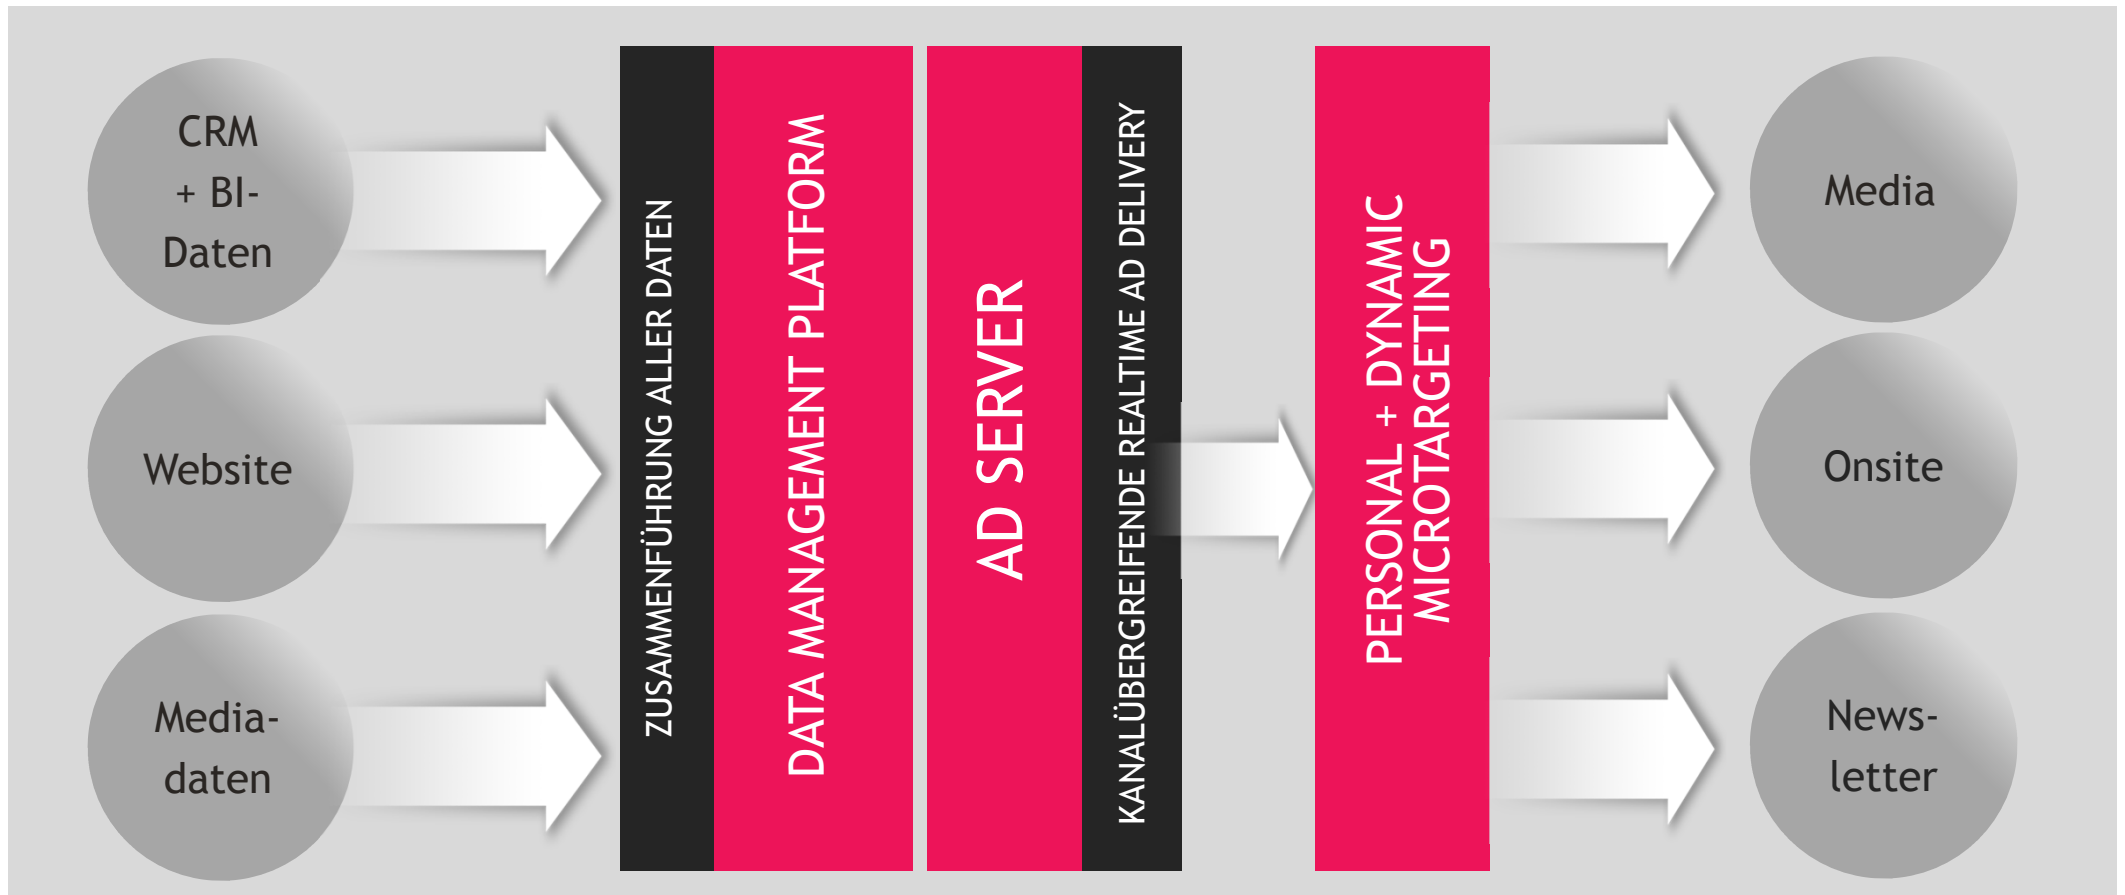 CRM
+ BI-
Daten
Website
Media-
daten
ZUSAMMENFÜHRUNG ALLER DATEN
DATA MANAGEMENT PLATFORM
AD SERVER
KANALÜBERGREIFENDE REALTIME AD DELIVERY
PERSONAL + DYNAMIC
MICROTARGETING
Media
Onsite
News-
letter